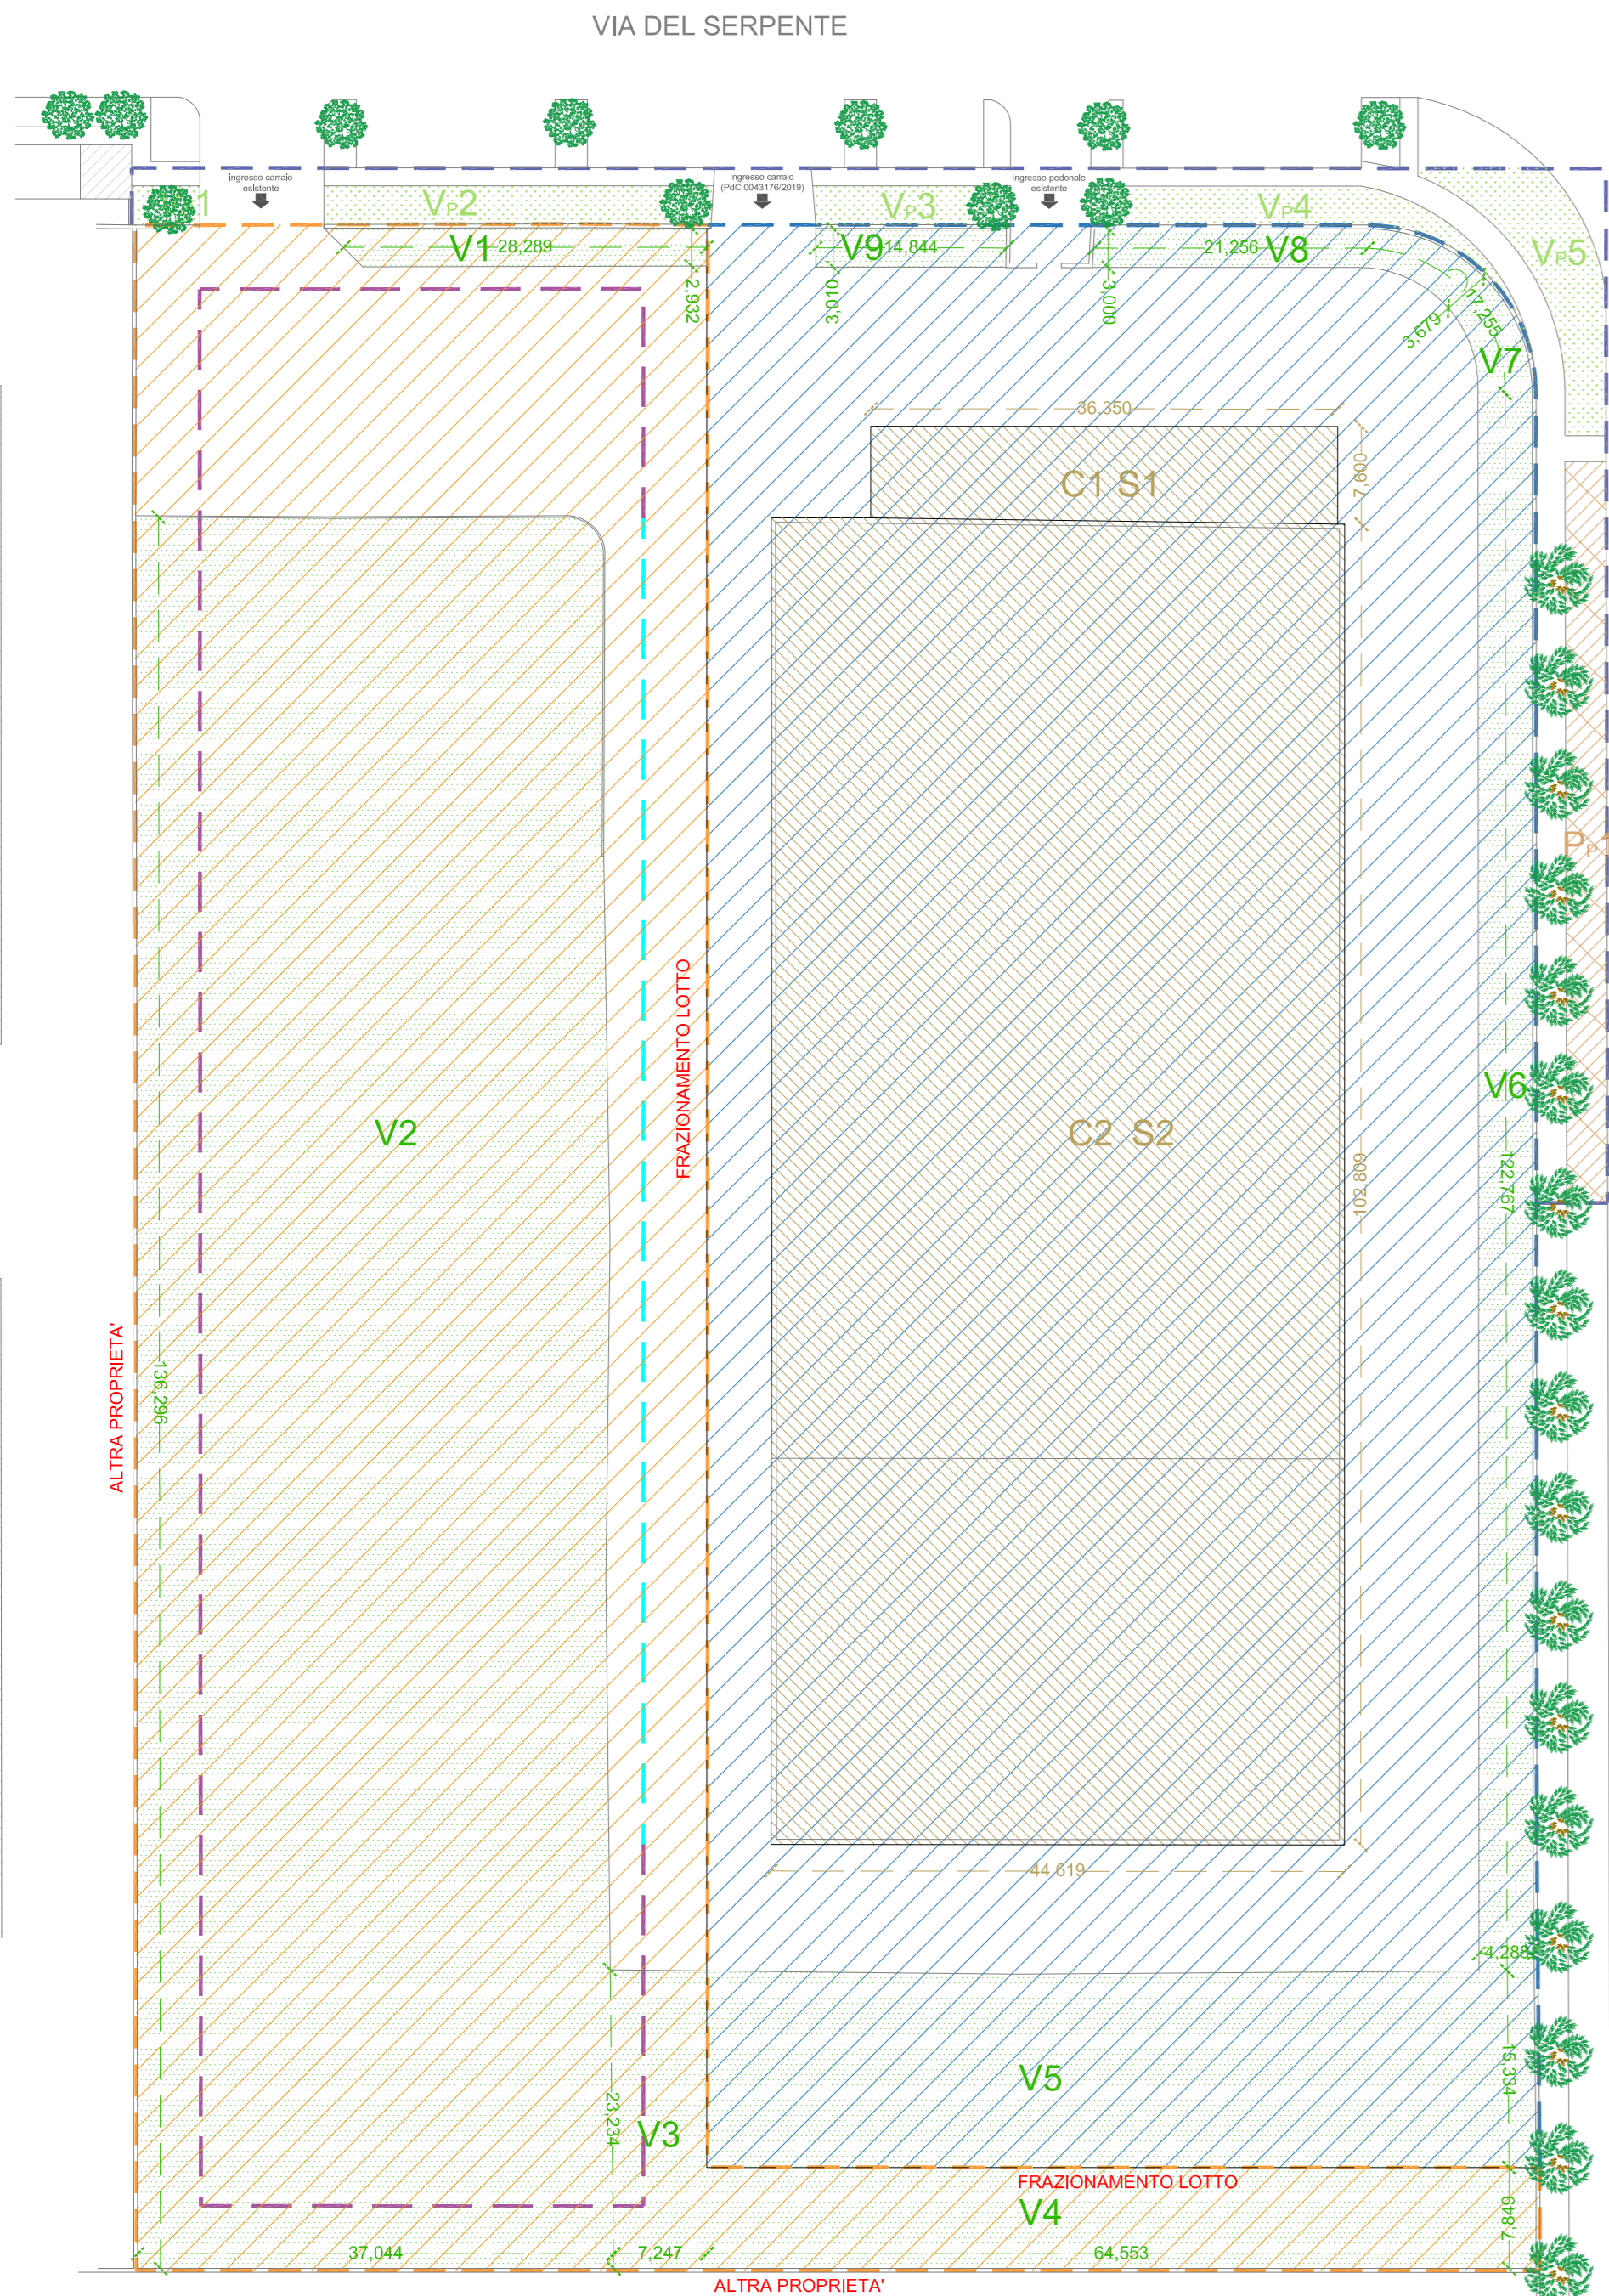 VIA DEL SERPENTE
ingresso carraio
esistente
Ingresso carraio
(PdC 0043176/2019)
Ingresso pedonale
esistente
1
VP2
VP3
VP4
VP5
V1
28,289
V9
14,844
21,256
V8
2,932
3,010
3,000
3,679
17,255
V7
36,350
C1 S1
7,600
PP1
FRAZIONAMENTO LOTTO
V2
C2 S2
V6
122,767
102,809
ALTRA PROPRIETA'
136,296
44,619
4,288
V5
15,334
23,234
V3
FRAZIONAMENTO LOTTO
V4
7,849
37,044
7,247
64,553
ALTRA PROPRIETA'